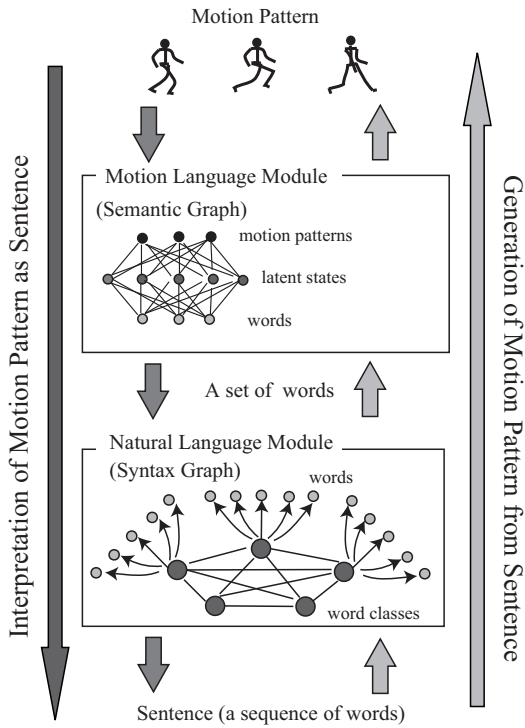 Motion Pattern
Interpretation of Motion Pattern as Sentence
Generation of Motion Pattern from Sentence
Motion Language Module
(Semantic Graph)
motion patterns
latent states
words
A set of words
Natural Language Module
(Syntax Graph)
words
word classes
Sentence (a sequence of words)